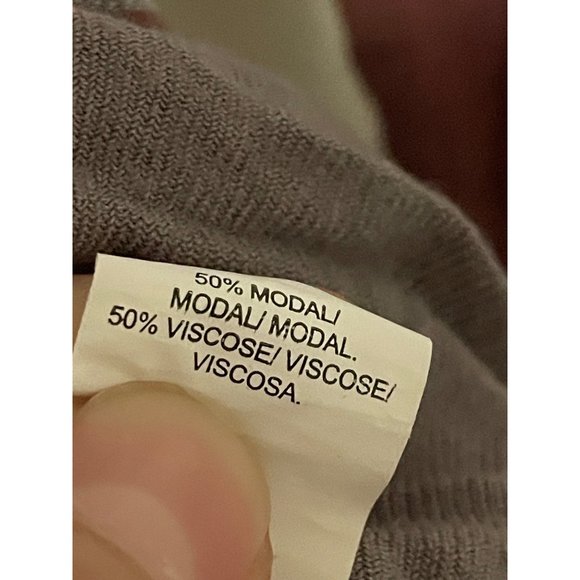 50% MODAL/
MODAL/ MODAL.
50% VISCOSE/ VISCOSE/
VISCOSA.